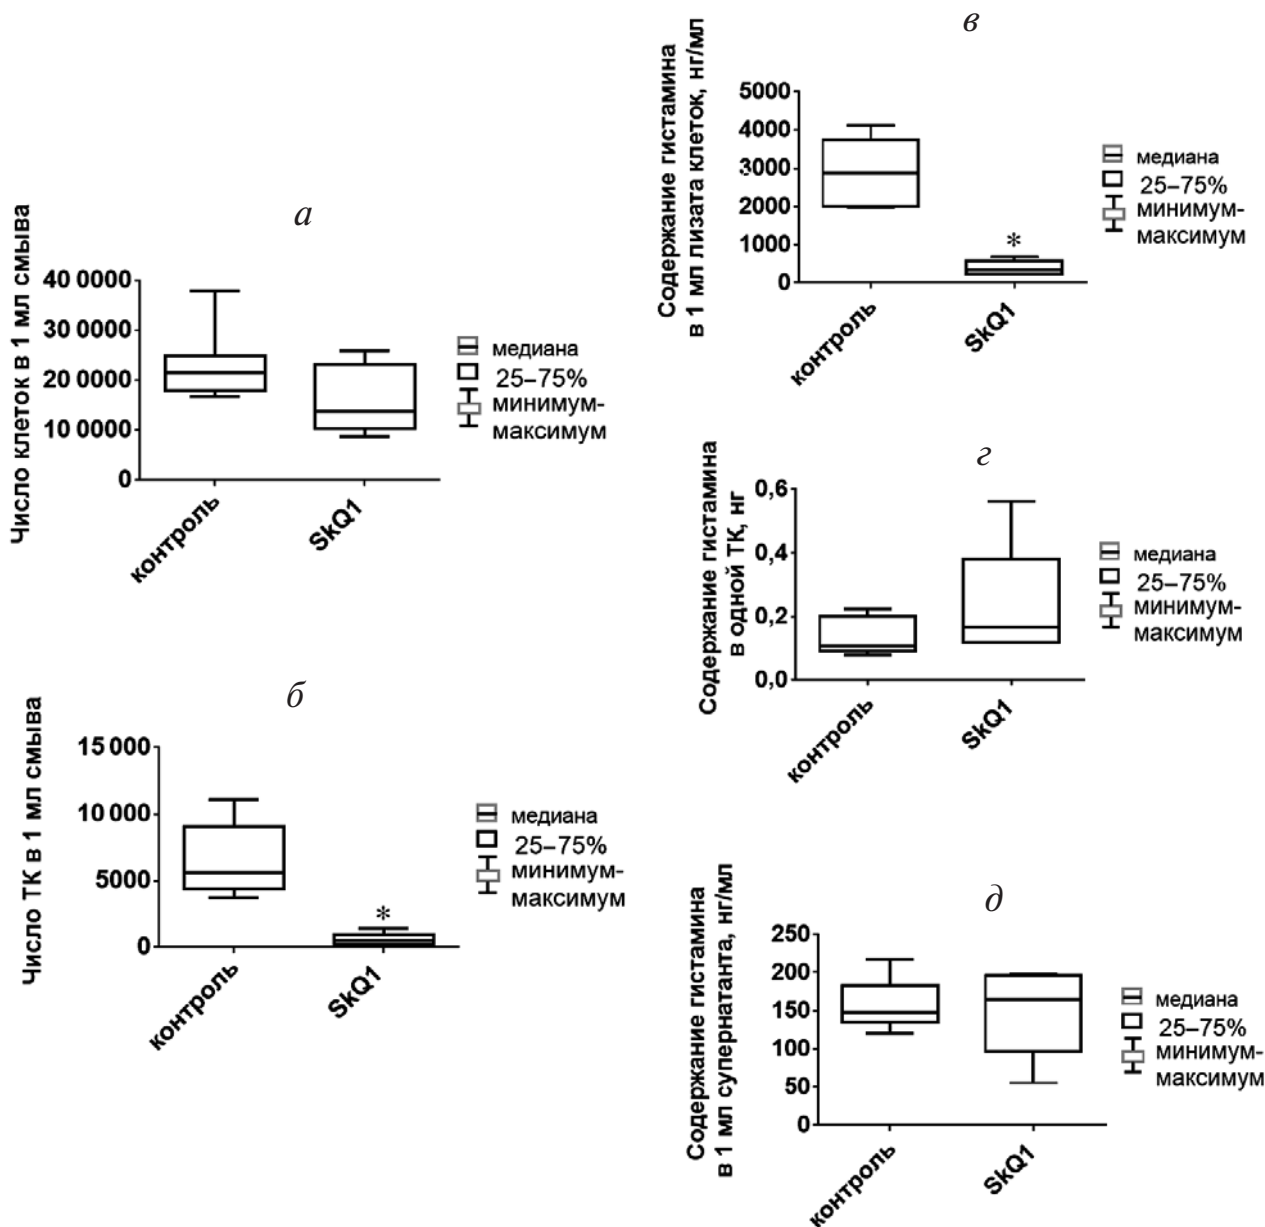 а
Число клеток в 1 мл смыва
40 0000
30 0000
20 0000
10 0000
0
контроль
SkQ1
медиана
25–75%
минимум-
максимум
б
Число ТК в 1 мл смыва
15 000
10 000
5000
0
*
контроль
SkQ1
медиана
25–75%
минимум-
максимум
в
Содержание гистамина
в 1 мл лизата клеток, нг/мл
5000
4000
3000
2000
1000
0
*
контроль
SkQ1
медиана
25–75%
минимум-
максимум
г
Содержание гистамина
в одной ТК, нг
0,6
0,4
0,2
0,0
контроль
SkQ1
медиана
25–75%
минимум-
максимум
д
Содержание гистамина
в 1 мл супернатанта, нг/мл
250
200
150
100
50
0
контроль
SkQ1
медиана
25–75%
минимум-
максимум